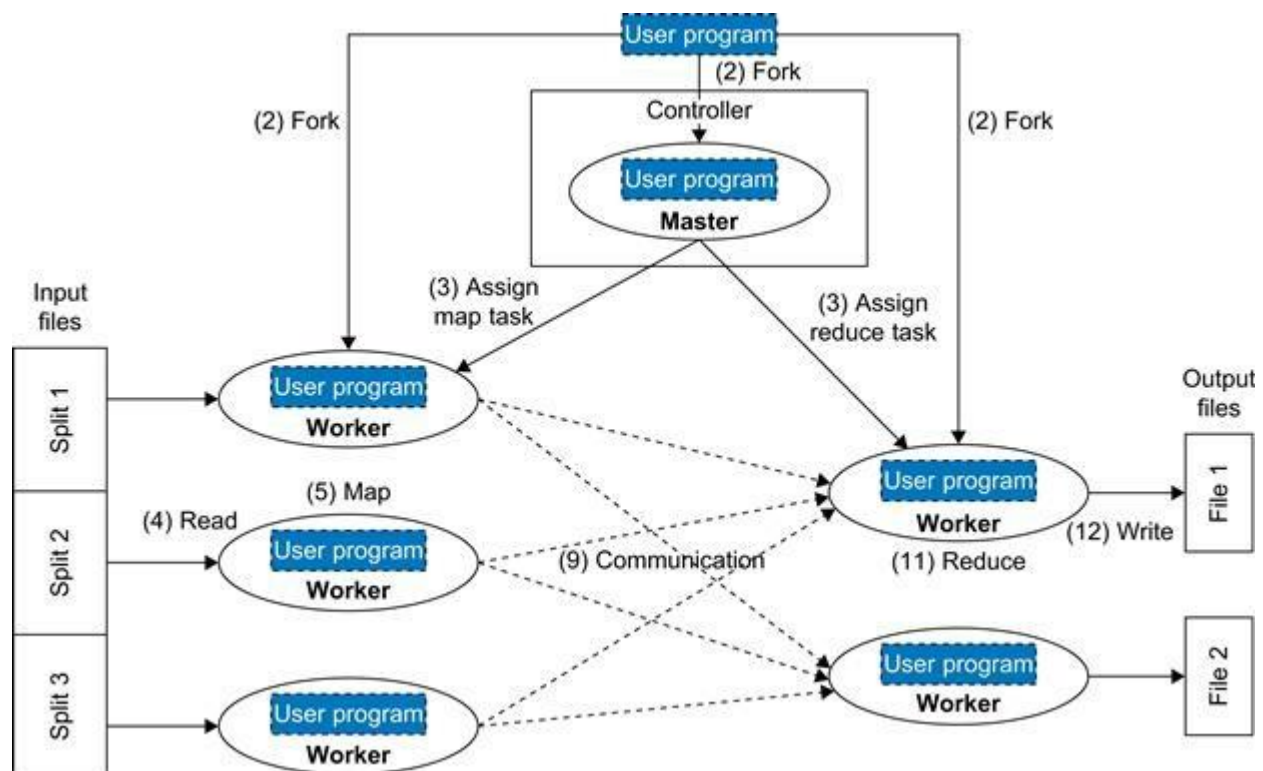 User program
(2) Fork
(2) Fork
(2) Fork
Controller
User program
Master
(3) Assign
map task
(3) Assign
reduce task
Input
files
Split 1
Split 2
Split 3
User program
Worker
(5) Map
(4) Read
User program
Worker
User program
Worker
(9) Communication
User program
Worker
(11) Reduce
(12) Write
User program
Worker
Output
files
File 1
File 2